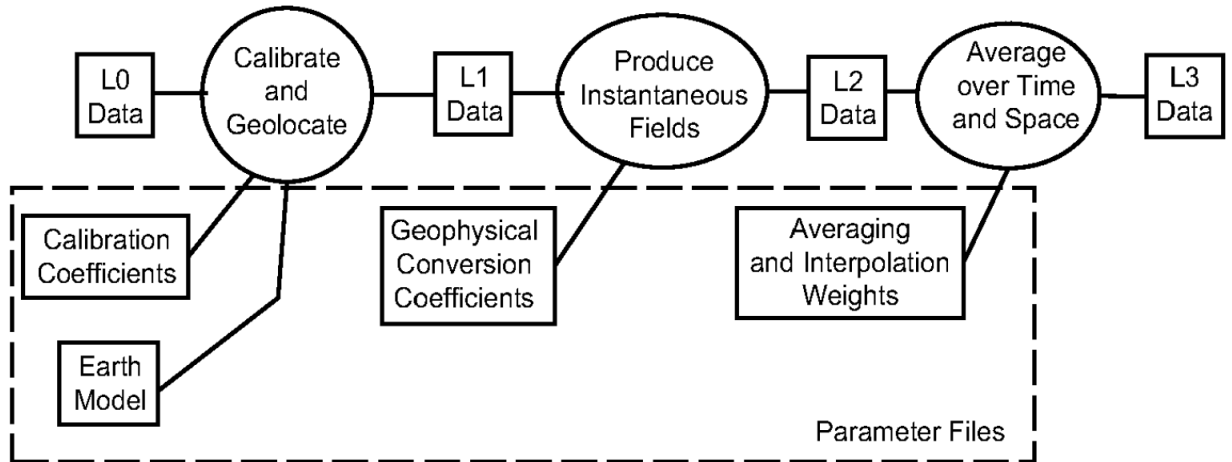 L0
Data
Calibrate
and
Geolocate
L1
Data
Produce
Instantaneous
Fields
L2
Data
Average
over Time
and Space
L3
Data
Calibration
Coefficients
Geophysical
Conversion
Coefficients
Averaging
and Interpolation
Weights
Earth
Model
Parameter Files